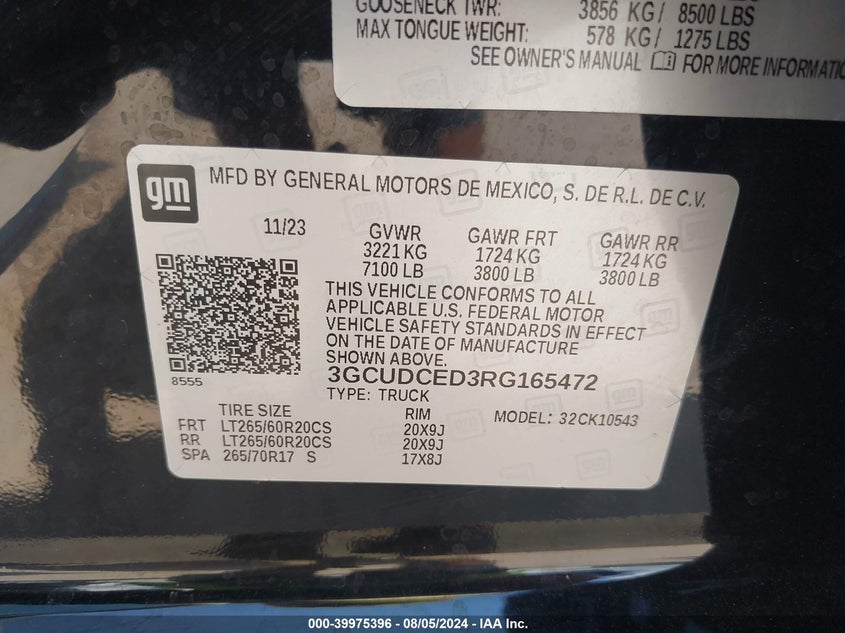 GOOSENECK TWR: 3856 KG/ 8500 LBS
MAX TONGUE WEIGHT: 578 KG/ 1275 LBS
SEE OWNER'S MANUAL FOR MORE INFORMATIO
gm
MFD BY GENERAL MOTORS DE MEXICO, S. DE R.L. DE C.V.
11/23 GVWR GAWR FRT GAWR RR
3221 KG 1724 KG 1724 KG
7100 LB 3800 LB 3800 LB
THIS VEHICLE CONFORMS TO ALL
APPLICABLE U.S. FEDERAL MOTOR
VEHICLE SAFETY STANDARDS IN EFFECT
ON THE DATE OF MANUFACTURE
SHOWN ABOVE.
8555
3GCUDCED3RG165472
TYPE: TRUCK
TIRE SIZE RIM MODEL: 32CK10543
FRT LT265/60R20CS 20X9J
RR LT265/60R20CS 20X9J
SPA 265/70R17 S 17X8J
000-39975396 - 08/05/2024 - IAA Inc.